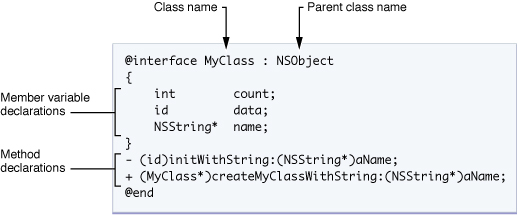 Class name Parent class name
@interface MyClass : NSObject
{
Member variable declarations
int count;
id data;
NSString* name;
}
Method declarations
- (id)initWithString:(NSString*)aName;
+ (MyClass*)createMyClassWithString:(NSString*)aName;
@end